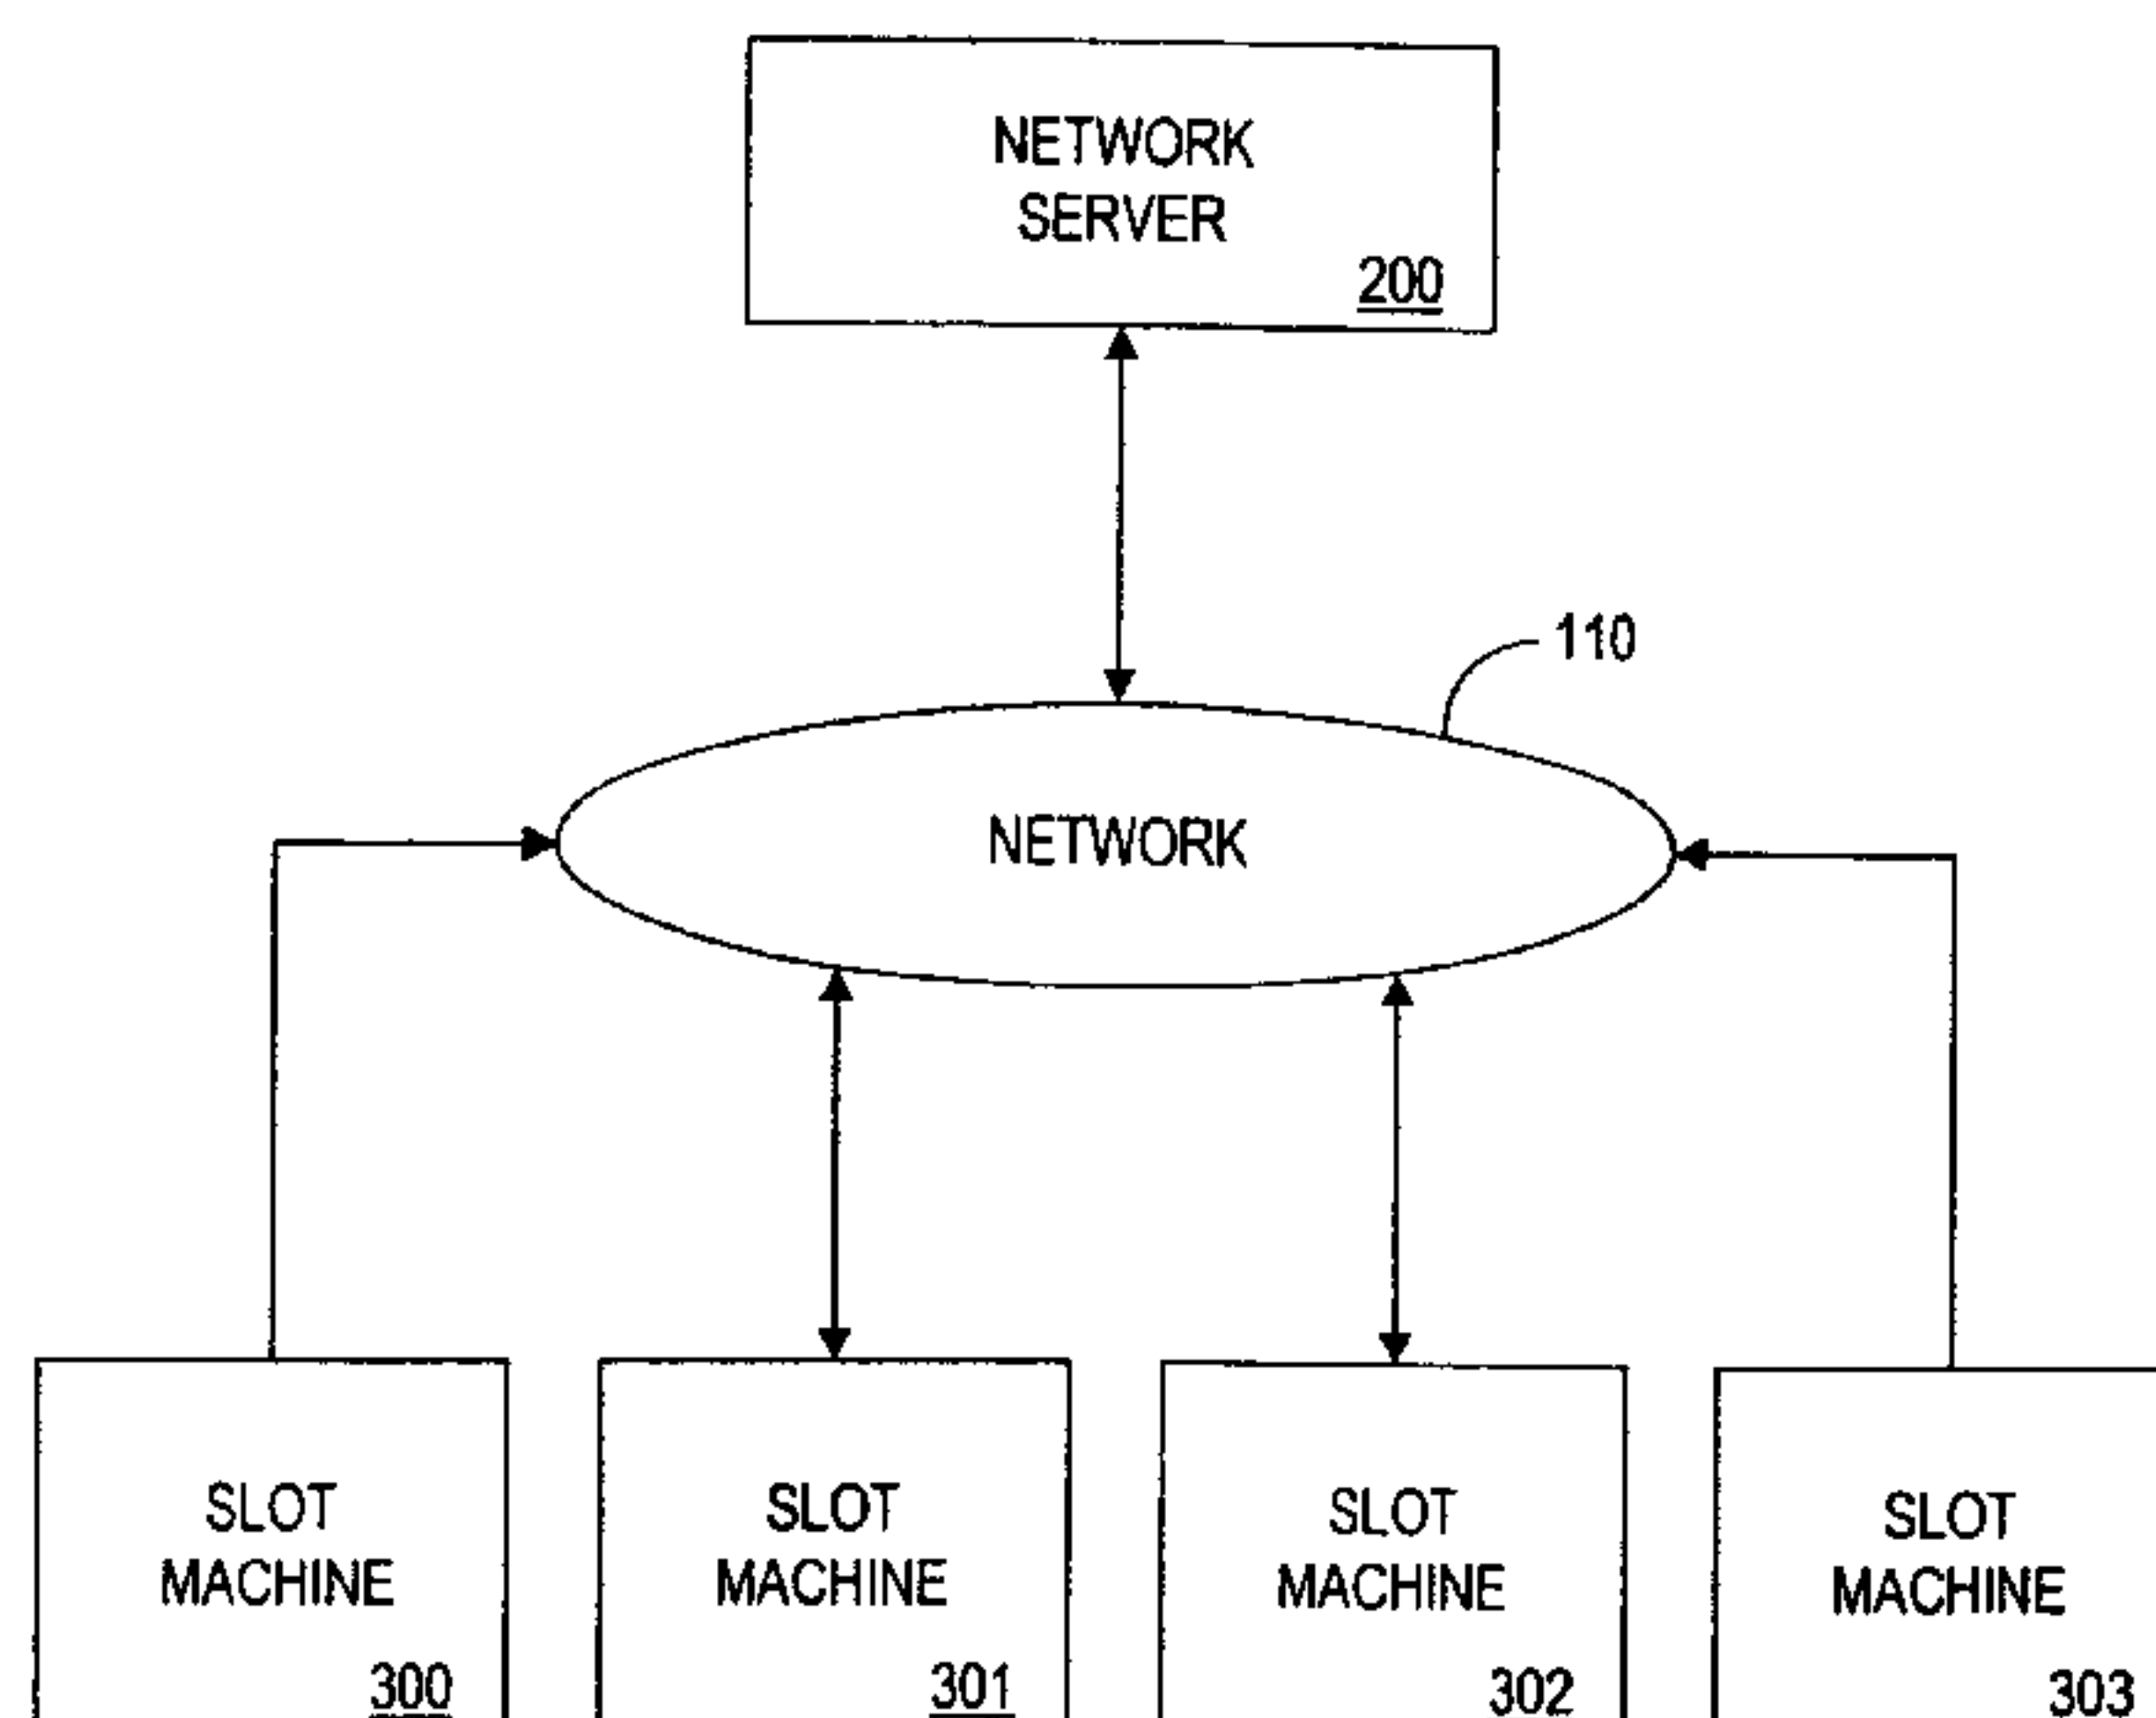 NETWORK
SERVER
200
110
NETWORK
SLOT
MACHINE
300
SLOT
MACHINE
301
SLOT
MACHINE
302
SLOT
MACHINE
303